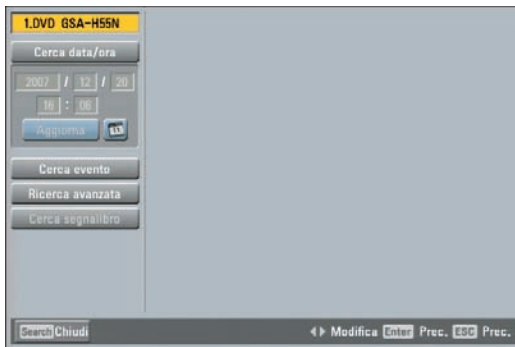 1.DVD GSA-H55N
Cerca data/ora
2007 / 12 / 20
16 : 06
Aggiorna 11
Cerca evento
Ricerca avanzata
Cerca segnalibro
Search Chiudi
Modifica Enter Prec. ESC Prec.